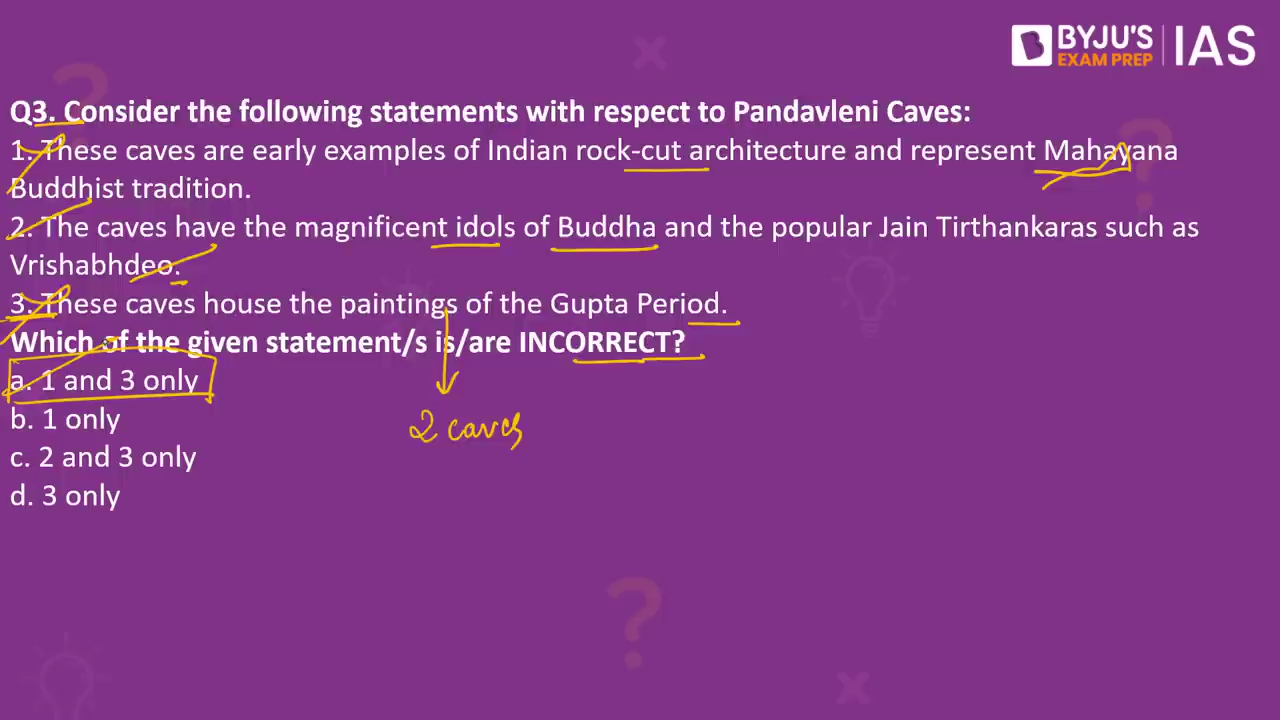 BYJU'S
EXAM PREP
IAS
Q3. Consider the following statements with respect to Pandavleni Caves:
1. These caves are early examples of Indian rock-cut architecture and represent Mahayana
Buddhist tradition.
2. The caves have the magnificent idols of Buddha and the popular Jain Tirthankaras such as
Vrishabhdeo.
3. These caves house the paintings of the Gupta Period.
Which of the given statement/s is/are INCORRECT?
a. 1 and 3 only
b. 1 only
2 caves
c. 2 and 3 only
d. 3 only